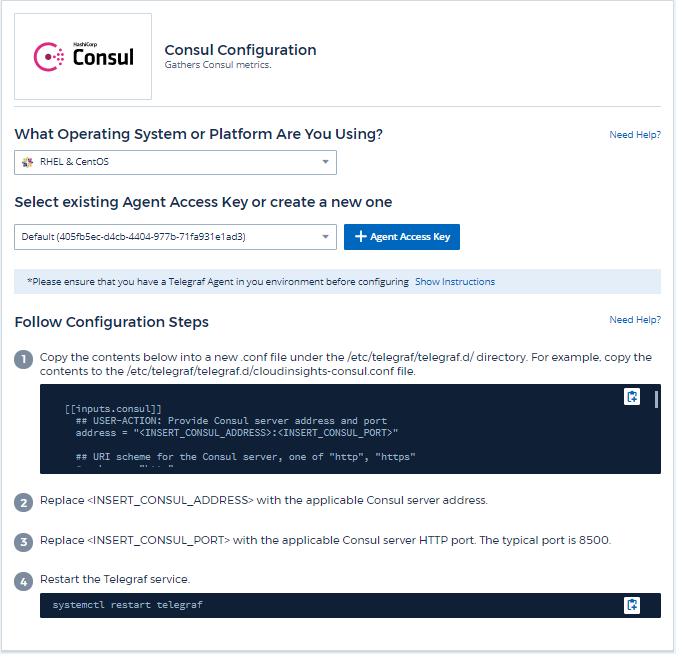 HashiCorp
Consul
Consul Configuration
Gathers Consul metrics.
What Operating System or Platform Are You Using?
Need Help?
RHEL & CentOS
Select existing Agent Access Key or create a new one
Default (405fb5ec-d4cb-4404-977b-71fa931e1ad3)
+ Agent Access Key
*Please ensure that you have a Telegraf Agent in you environment before configuring Show Instructions
Follow Configuration Steps
Need Help?
1 Copy the contents below into a new .conf file under the /etc/telegraf/telegraf.d/ directory. For example, copy the
contents to the /etc/telegraf/telegraf.d/cloudinsights-consul.conf file.
[[inputs.consul]]
## USER-ACTION: Provide Consul server address and port
address = "<INSERT_CONSUL_ADDRESS>:<INSERT_CONSUL_PORT>"
## URI scheme for the Consul server, one of "http", "https"
2 Replace <INSERT_CONSUL_ADDRESS> with the applicable Consul server address.
3 Replace <INSERT_CONSUL_PORT> with the applicable Consul server HTTP port. The typical port is 8500.
4 Restart the Telegraf service.
systemctl restart telegraf